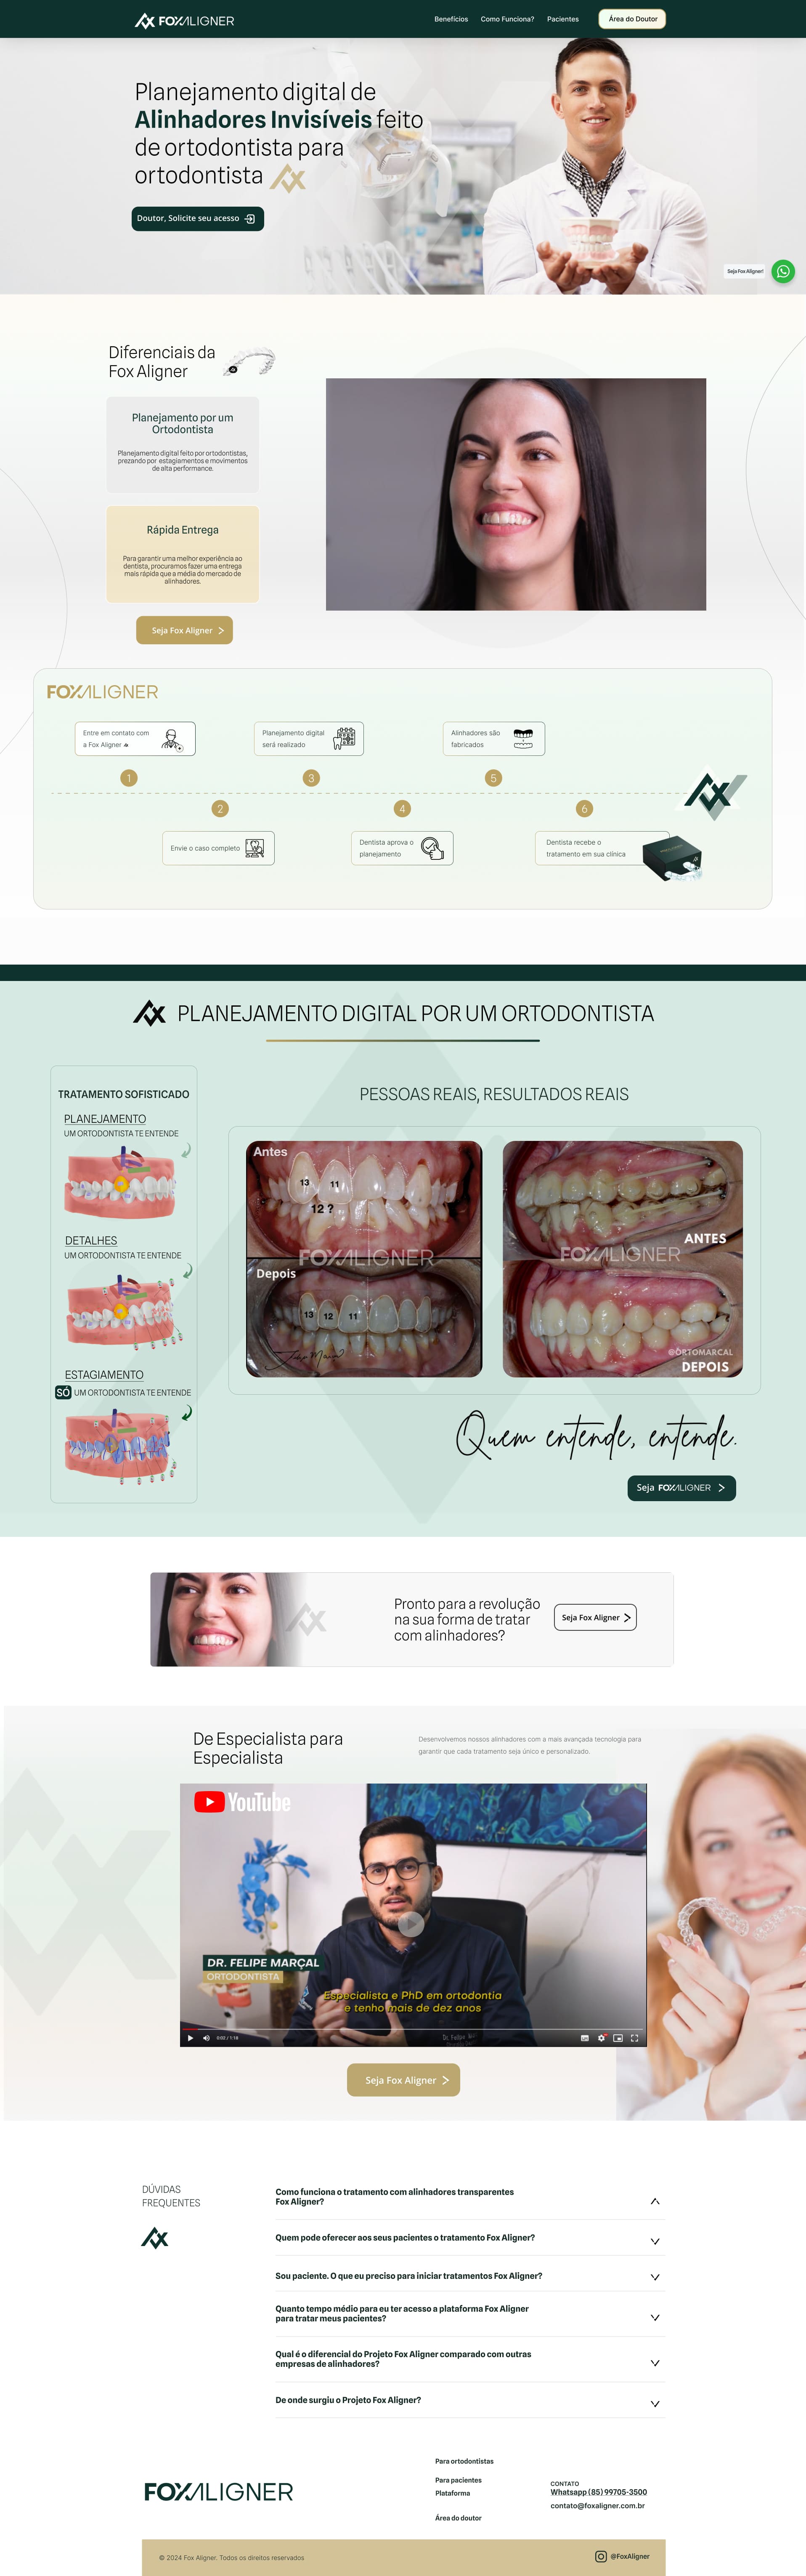 FOXALIGNER
Benefícios
Como Funciona?
Pacientes
Área do Doutor
Planejamento digital de
Alinhadores Invisíveis feito
de ortodontista para
ortodontista
Doutor, Solicite seu acesso
Seja Fox Aligner!
Diferenciais da
Fox Aligner
Planejamento por um
Ortodontista
Planejamento digital feito por ortodontistas,
prezando por estagiamentos e movimentos
de alta performance.
Rápida Entrega
Para garantir uma melhor experiência ao
dentista, procuramos fazer uma entrega
mais rápida que a média do mercado de
alinhadores.
Seja Fox Aligner
FOXALIGNER
Entre em contato com
a Fox Aligner
Planejamento digital
será realizado
Alinhadores são
fabricados
1
3
5
2
4
6
Envie o caso completo
Dentista aprova o
planejamento
Dentista recebe o
tratamento em sua clínica
PLANEJAMENTO DIGITAL POR UM ORTODONTISTA
TRATAMENTO SOFISTICADO
PLANEJAMENTO
UM ORTODONTISTA TE ENTENDE
DETALHES
UM ORTODONTISTA TE ENTENDE
ESTAGIAMENTO
SÓ UM ORTODONTISTA TE ENTENDE
PESSOAS REAIS, RESULTADOS REAIS
Antes
13
11
12 ?
FOXALIGNER
Depois
13
12
11
ANTES
FOXALIGNER
@ORTOMARCAL
DEPOIS
Quem entende, entende.
Seja FOXALIGNER
Pronto para a revolução
na sua forma de tratar
com alinhadores?
Seja Fox Aligner
De Especialista para
Especialista
Desenvolvemos nossos alinhadores com a mais avançada tecnologia para
garantir que cada tratamento seja único e personalizado.
YouTube
DR. FELIPE MARÇAL
ORTODONTISTA
Especialista e PhD em ortodontia
e tenho mais de dez anos
0:02 / 1:18
Seja Fox Aligner
DÚVIDAS
FREQUENTES
Como funciona o tratamento com alinhadores transparentes
Fox Aligner?
Quem pode oferecer aos seus pacientes o tratamento Fox Aligner?
Sou paciente. O que eu preciso para iniciar tratamentos Fox Aligner?
Quanto tempo médio para eu ter acesso a plataforma Fox Aligner
para tratar meus pacientes?
Qual é o diferencial do Projeto Fox Aligner comparado com outras
empresas de alinhadores?
De onde surgiu o Projeto Fox Aligner?
FOXALIGNER
Para ortodontistas
Para pacientes
Plataforma
Área do doutor
CONTATO
Whatsapp (85) 99705-3500
contato@foxaligner.com.br
© 2024 Fox Aligner. Todos os direitos reservados
@FoxAligner